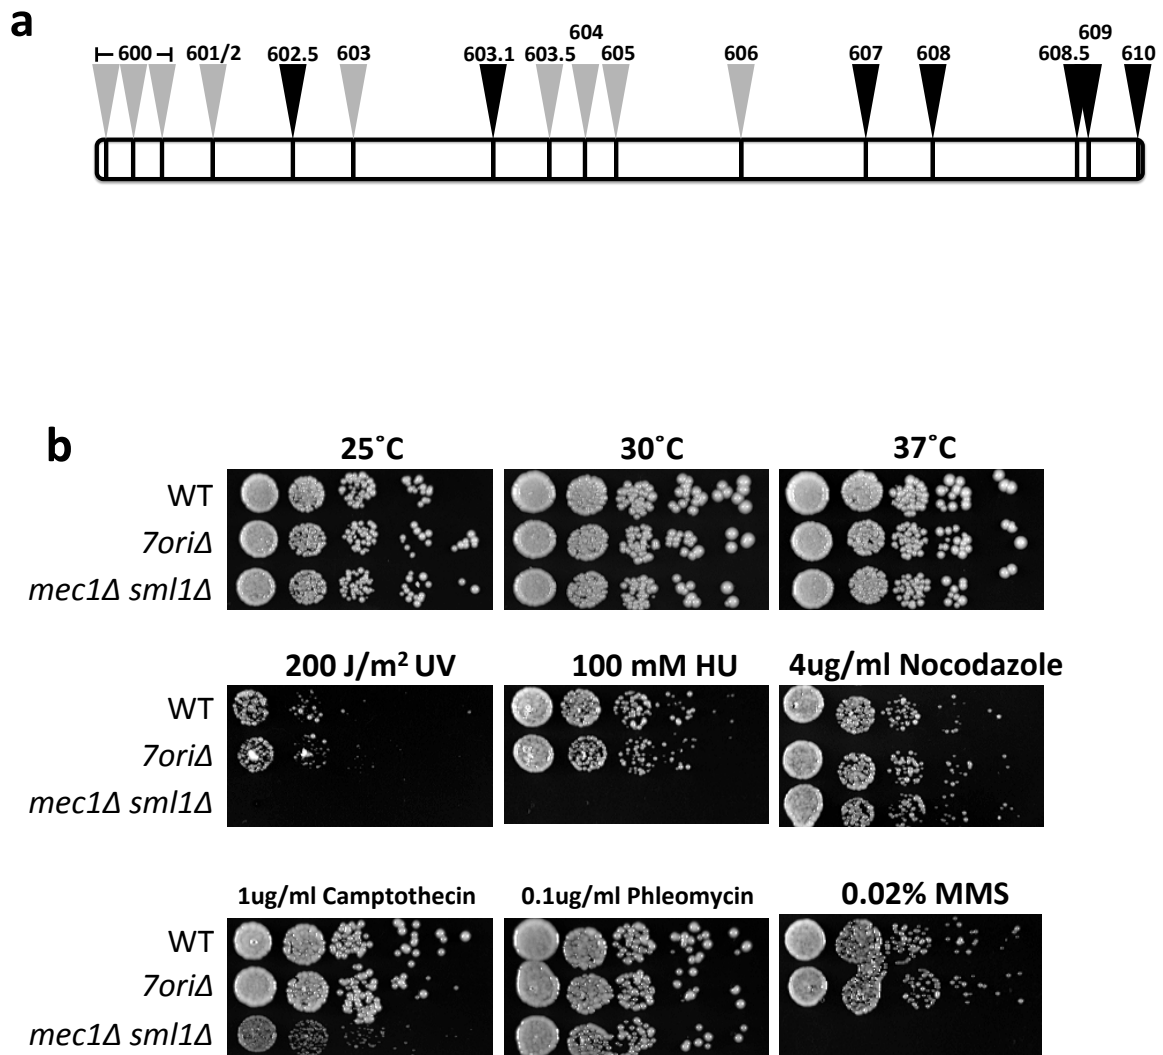 a
604 609
600 601/2 602.5 603 603.1 603.5 605 606 607 608 608.5 610
b
25˚C 30˚C 37˚C
WT
7oriΔ
mec1Δ sml1Δ
200 J/m² UV 100 mM HU 4ug/ml Nocodazole
WT
7oriΔ
mec1Δ sml1Δ
1ug/ml Camptothecin 0.1ug/ml Phleomycin 0.02% MMS
WT
7oriΔ
mec1Δ sml1Δ